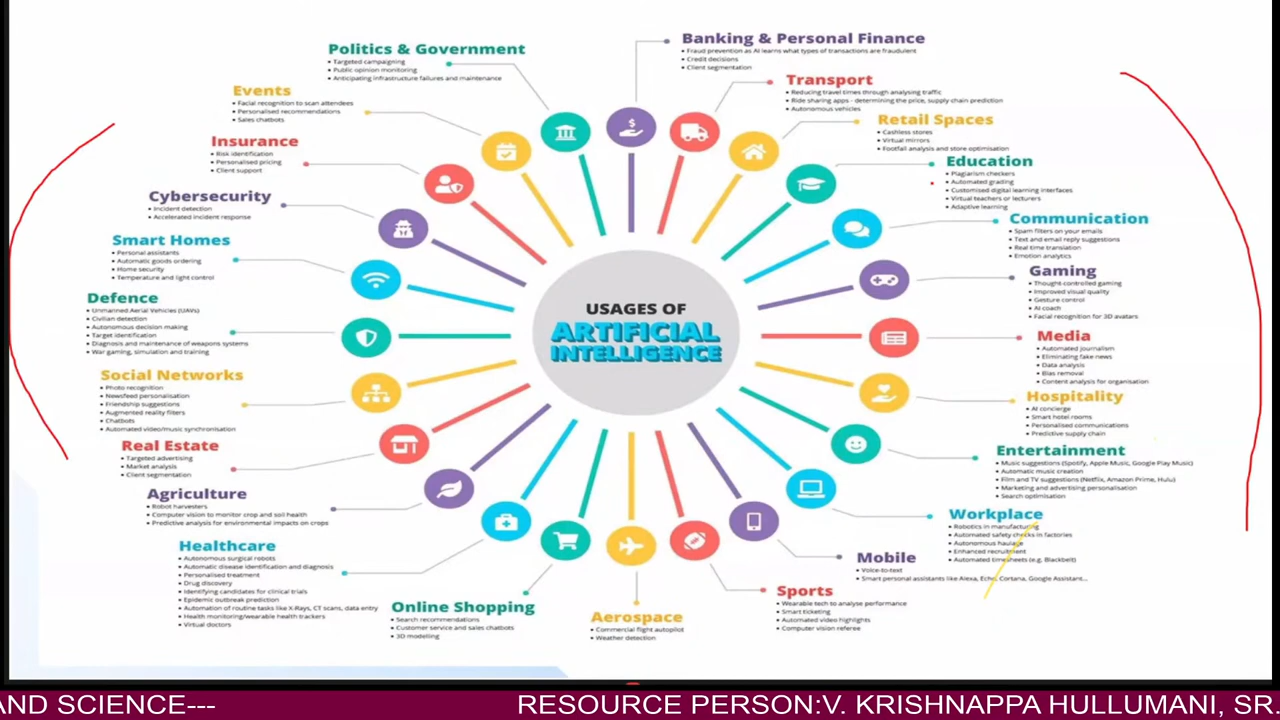 USAGES OF
ARTIFICIAL
INTELLIGENCE
Banking & Personal Finance
• Fraud prevention as AI learns what types of transactions are fraudulent
• Credit decisions
• Client segmentation
Transport
• Reducing travel times through analysing traffic
• Ride sharing apps - determining the price, supply chain prediction
• Autonomous vehicles
Retail Spaces
• Cashless stores
• Virtual mirrors
• Footfall analysis and store optimisation
Education
• Plagiarism checkers
• Automated grading
• Customised digital learning interfaces
• Virtual teachers or lecturers
• Adaptive learning
Communication
• Spam filters on your emails
• Text and email reply suggestions
• Real time translation
• Emotion analytics
Gaming
• Thought-controlled gaming
• Improved visual quality
• Gesture control
• AI coach
• Facial recognition for 3D avatars
Media
• Automated journalism
• Eliminating fake news
• Data analysis
• Bias removal
• Content analysis for organisation
Hospitality
• AI concierge
• Smart hotel rooms
• Personalised communications
• Predictive supply chain
Entertainment
• Music suggestions (Spotify, Apple Music, Google Play Music)
• Automatic music creation
• Film and TV suggestions (Netflix, Amazon Prime, Hulu)
• Marketing and advertising personalisation
• Search optimisation
Workplace
• Robotics in manufacturing
• Automated safety checks in factories
• Autonomous haulage
• Enhanced recruitment
• Automated timesheets (e.g. Blackbelt)
Mobile
• Voice-to-text
• Smart personal assistants like Alexa, Echo, Cortana, Google Assistant...
Sports
• Wearable tech to analyse performance
• Smart ticketing
• Automated video highlights
• Computer vision referee
Aerospace
• Commercial flight autopilot
• Weather detection
Online Shopping
• Search recommendations
• Customer service and sales chatbots
• 3D modelling
Healthcare
• Autonomous surgical robots
• Automatic disease identification and diagnosis
• Personalised treatment
• Drug discovery
• Identifying candidates for clinical trials
• Epidemic outbreak prediction
• Automation of routine tasks like X-Rays, CT scans, data entry
• Health monitoring/wearable health trackers
• Virtual doctors
Agriculture
• Robot harvesters
• Computer vision to monitor crop and soil health
• Predictive analysis for environmental impacts on crops
Real Estate
• Targeted advertising
• Market analysis
• Client segmentation
Social Networks
• Photo recognition
• Newsfeed personalisation
• Friendship suggestions
• Augmented reality filters
• Chatbots
• Automated video/music synchronisation
Defence
• Unmanned Aerial Vehicles (UAVs)
• Civilian detection
• Autonomous decision making
• Target identification
• Diagnosis and maintenance of weapons systems
• War gaming, simulation and training
Smart Homes
• Personal assistants
• Automatic goods ordering
• Home security
• Temperature and light control
Cybersecurity
• Incident detection
• Accelerated incident response
Insurance
• Risk identification
• Personalised pricing
• Client support
Events
• Facial recognition to scan attendees
• Personalised recommendations
• Sales chatbots
Politics & Government
• Targeted campaigning
• Public opinion monitoring
• Anticipating infrastructure failures and maintenance
AND SCIENCE--- RESOURCE PERSON:V. KRISHNAPPA HULLUMANI, SR.